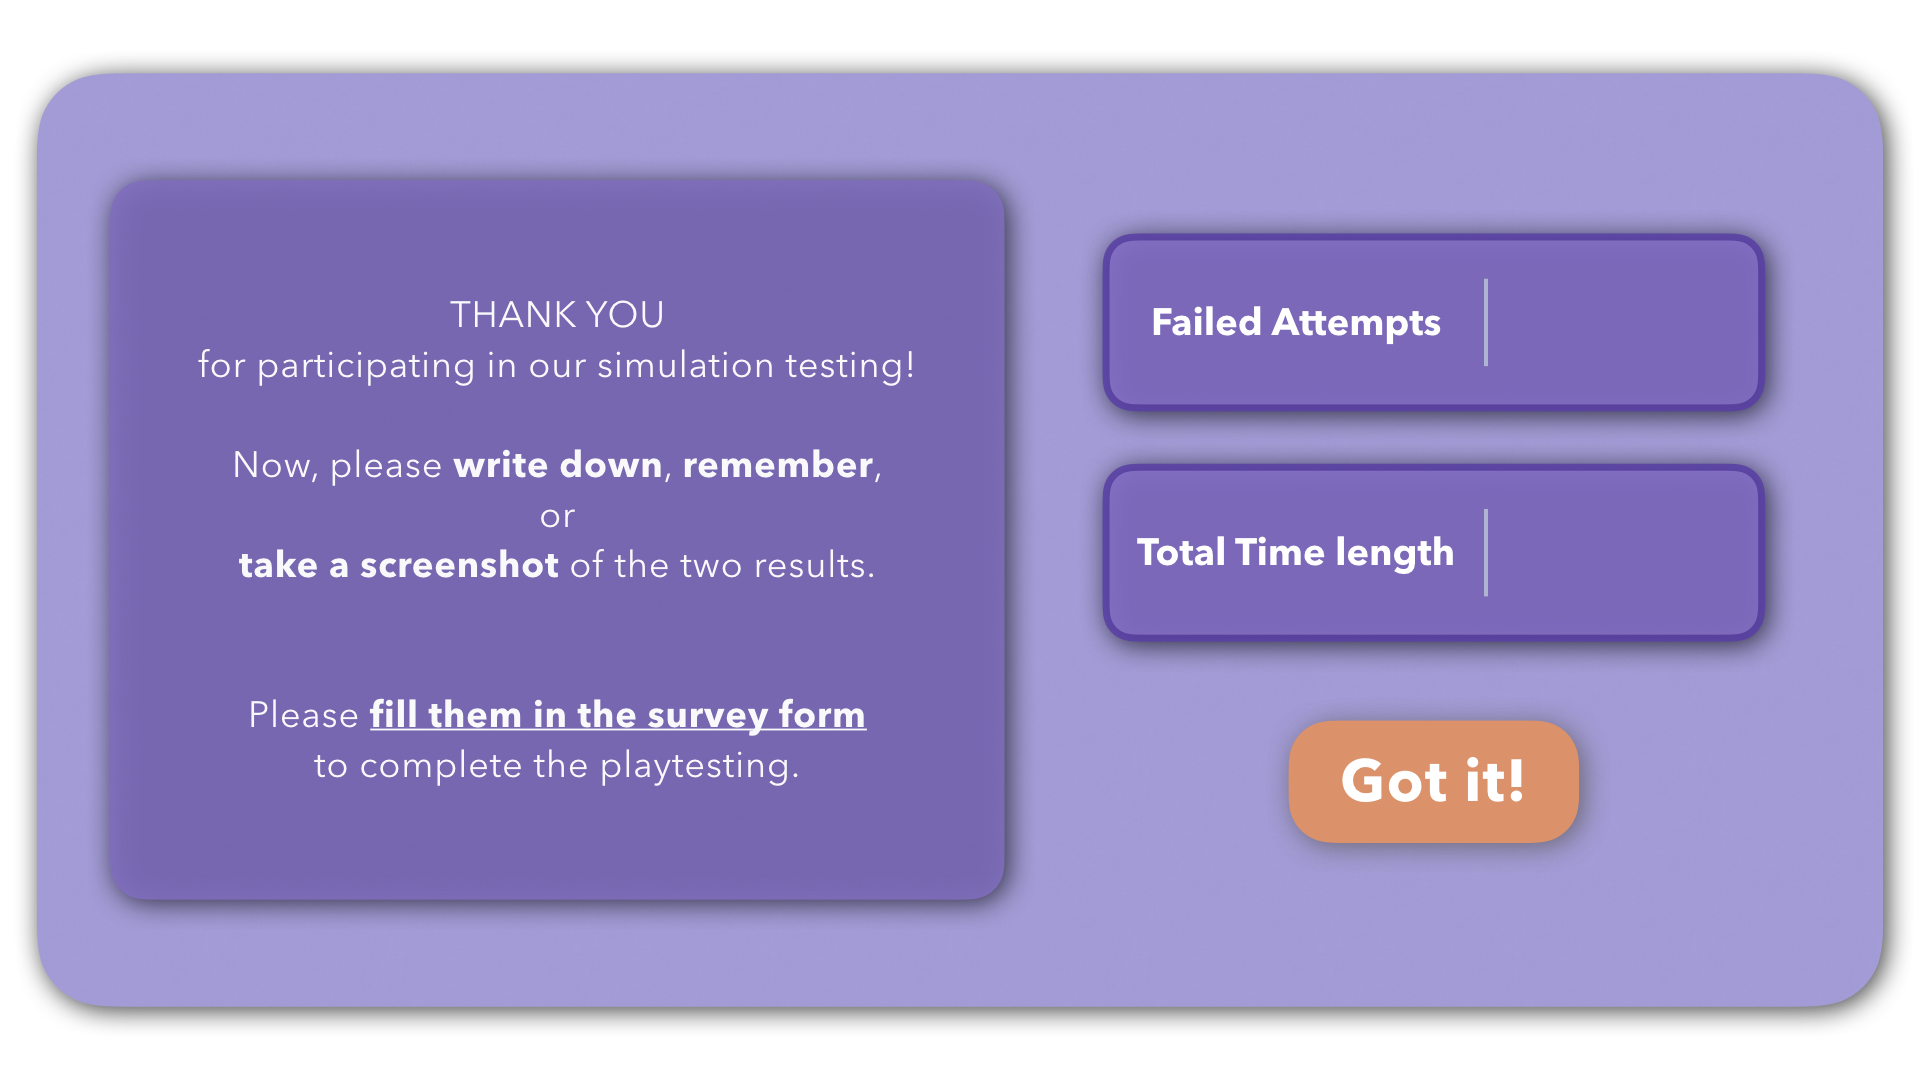 THANK YOU
for participating in our simulation testing!
Now, please write down, remember,
or
take a screenshot of the two results.
Please fill them in the survey form
to complete the playtesting.
Failed Attempts
Total Time length
Got it!